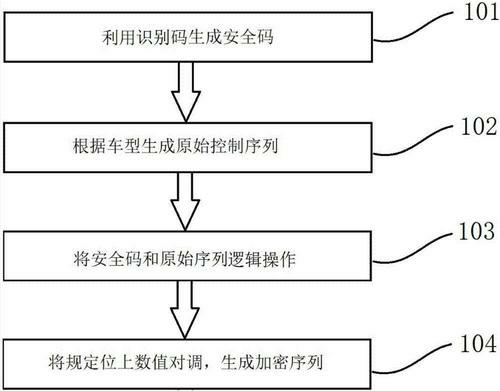 利用识别码生成安全码
101
根据车型生成原始控制序列
102
将安全码和原始序列逻辑操作
103
将规定位上数值对调，生成加密序列
104